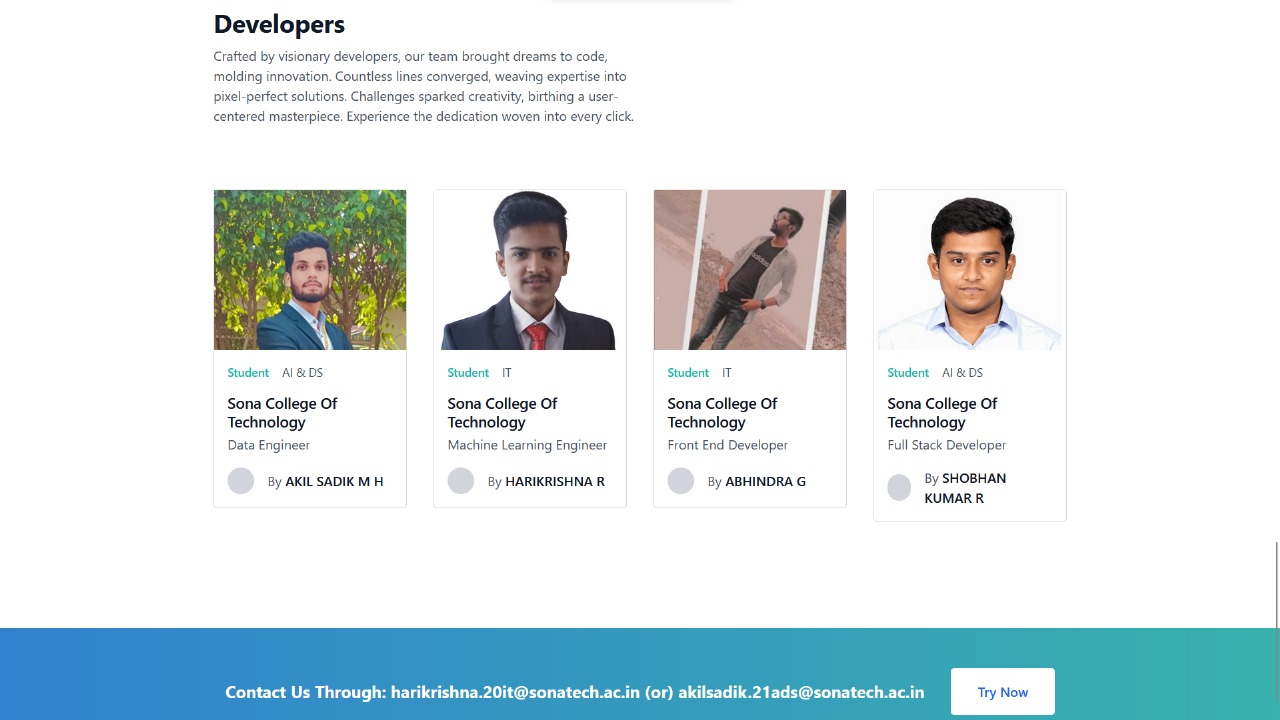 Developers
Crafted by visionary developers, our team brought dreams to code,
molding innovation. Countless lines converged, weaving expertise into
pixel-perfect solutions. Challenges sparked creativity, birthing a user-
centered masterpiece. Experience the dedication woven into every click.
Student AI & DS
Sona College Of
Technology
Data Engineer
By AKIL SADIK M H
Student IT
Sona College Of
Technology
Machine Learning Engineer
By HARIKRISHNA R
Student IT
Sona College Of
Technology
Front End Developer
By ABHINDRA G
Student AI & DS
Sona College Of
Technology
Full Stack Developer
By SHOBHAN
KUMAR R
Contact Us Through: harikrishna.20it@sonatech.ac.in (or) akilsadik.21ads@sonatech.ac.in
Try Now